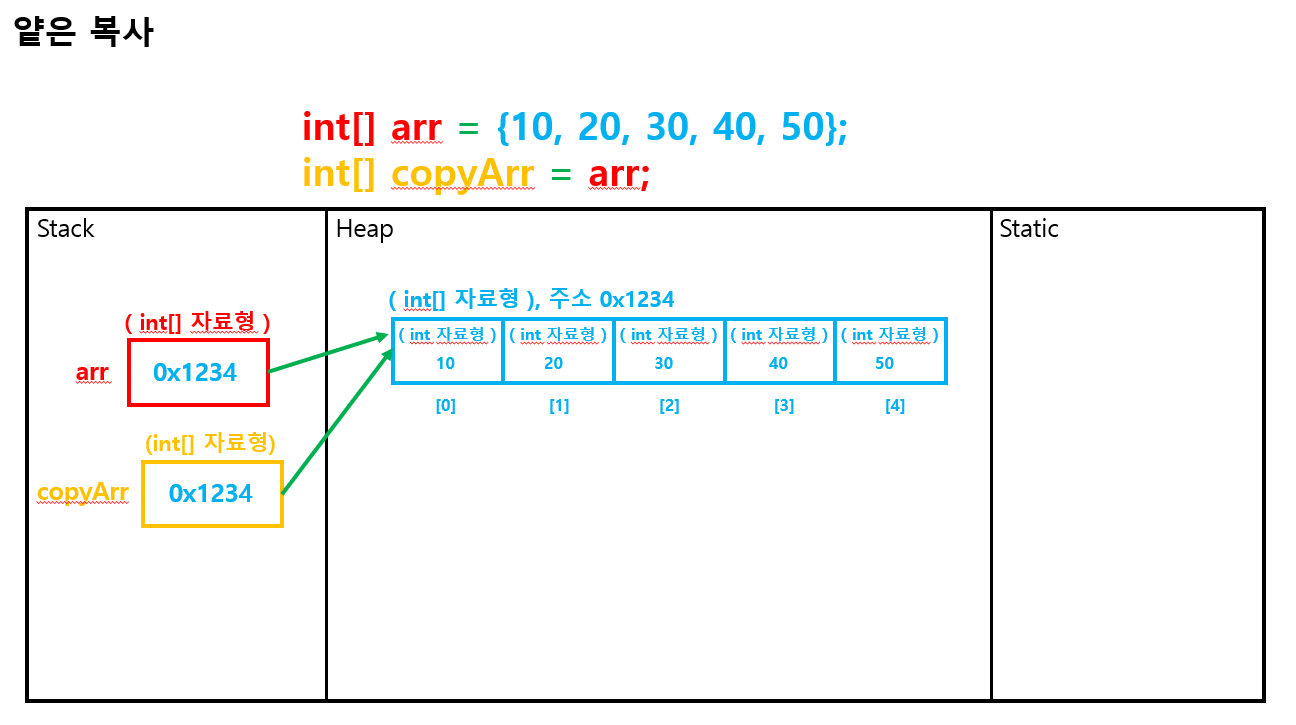 얕은 복사
int[] arr = {10, 20, 30, 40, 50};
int[] copyArr = arr;
Stack
Heap
Static
( int[] 자료형 ), 주소 0x1234
( int[] 자료형 )
( int 자료형 ) ( int 자료형 ) ( int 자료형 ) ( int 자료형 ) ( int 자료형 )
10 20 30 40 50
arr 0x1234
[0] [1] [2] [3] [4]
(int[] 자료형)
copyArr 0x1234